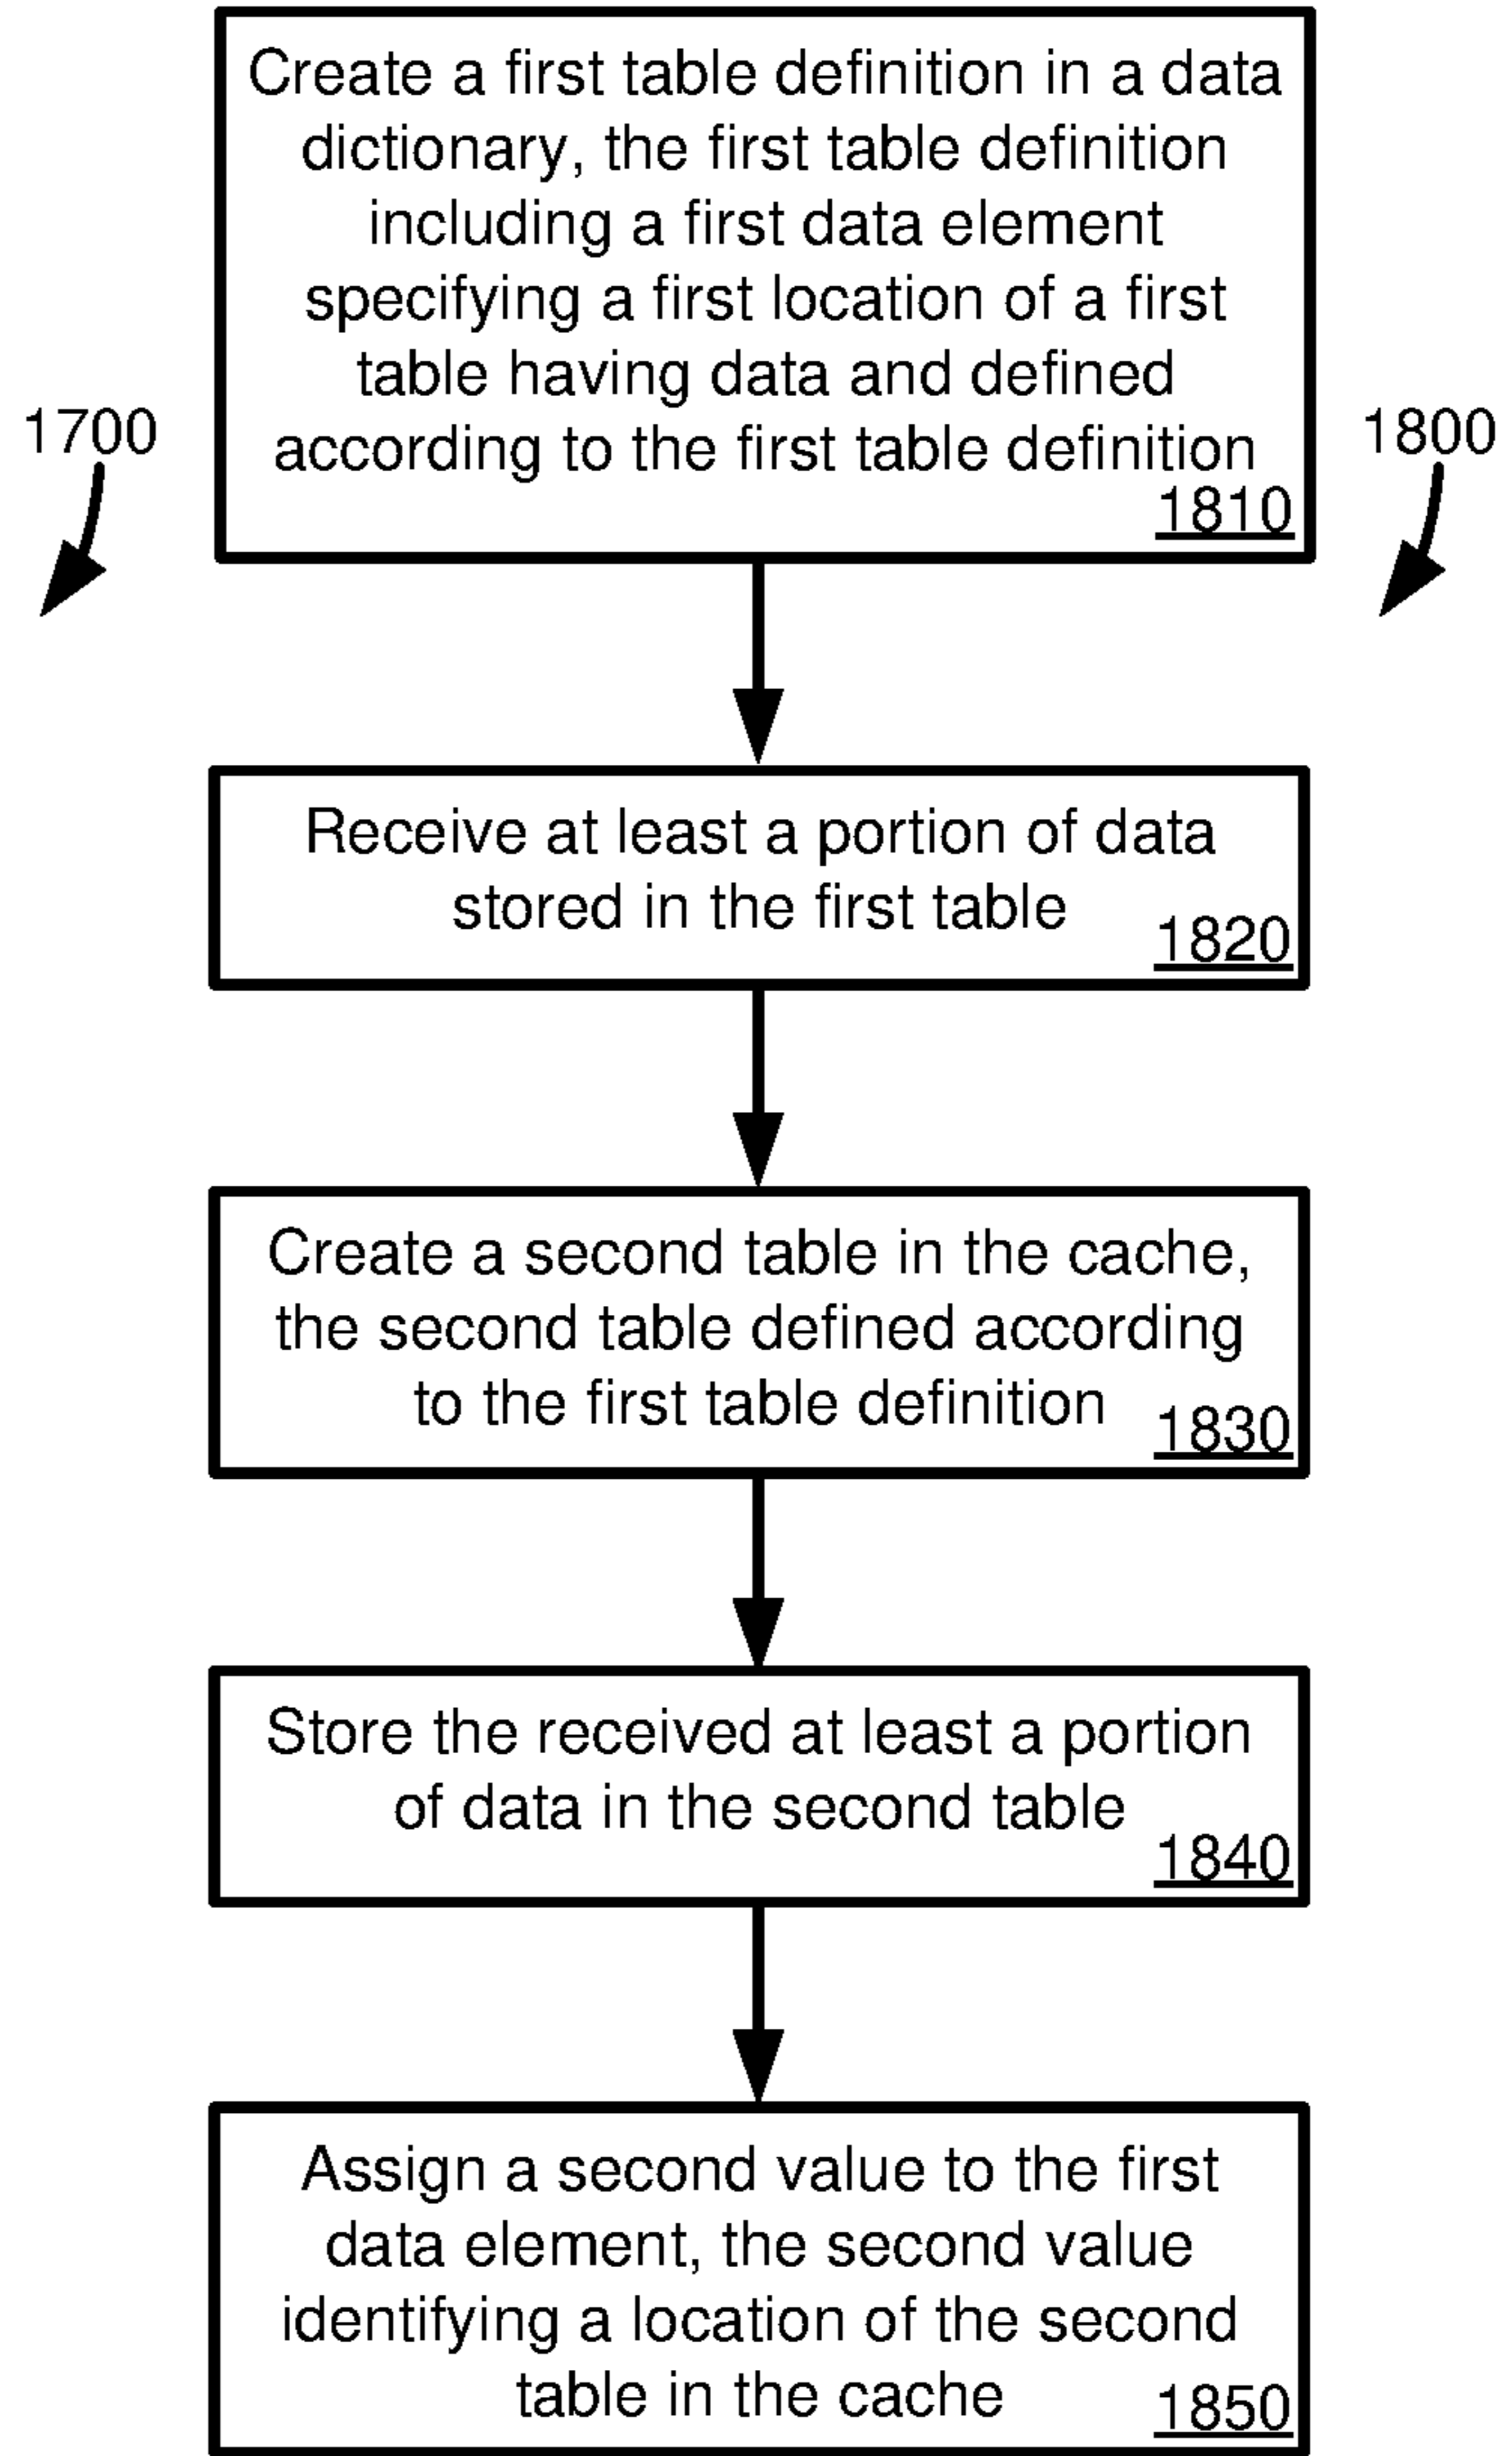 Create a first table definition in a data
dictionary, the first table definition
including a first data element
specifying a first location of a first
table having data and defined
according to the first table definition
1810
1700
1800
Receive at least a portion of data
stored in the first table
1820
Create a second table in the cache,
the second table defined according
to the first table definition
1830
Store the received at least a portion
of data in the second table
1840
Assign a second value to the first
data element, the second value
identifying a location of the second
table in the cache
1850